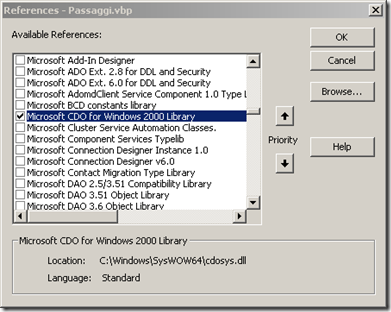 References - Passaggi.vbp
Available References:
OK
Cancel
Browse...
Priority
Help
Microsoft Add-In Designer
Microsoft ADO Ext. 2.8 for DDL and Security
Microsoft ADO Ext. 6.0 for DDL and Security
Microsoft AdomdClient Service Component 1.0 Type L
Microsoft BCD constants library
Microsoft CDO for Windows 2000 Library
Microsoft Cluster Service Automation Classes.
Microsoft Component Services Typelib
Microsoft Connection Designer Instance 1.0
Microsoft Connection Designer v6.0
Microsoft Contact Migration Type Library
Microsoft DAO 2.5/3.51 Compatibility Library
Microsoft DAO 3.51 Object Library
Microsoft DAO 3.6 Object Library
Microsoft CDO for Windows 2000 Library
Location: C:\Windows\SysWOW64\cdosys.dll
Language: Standard